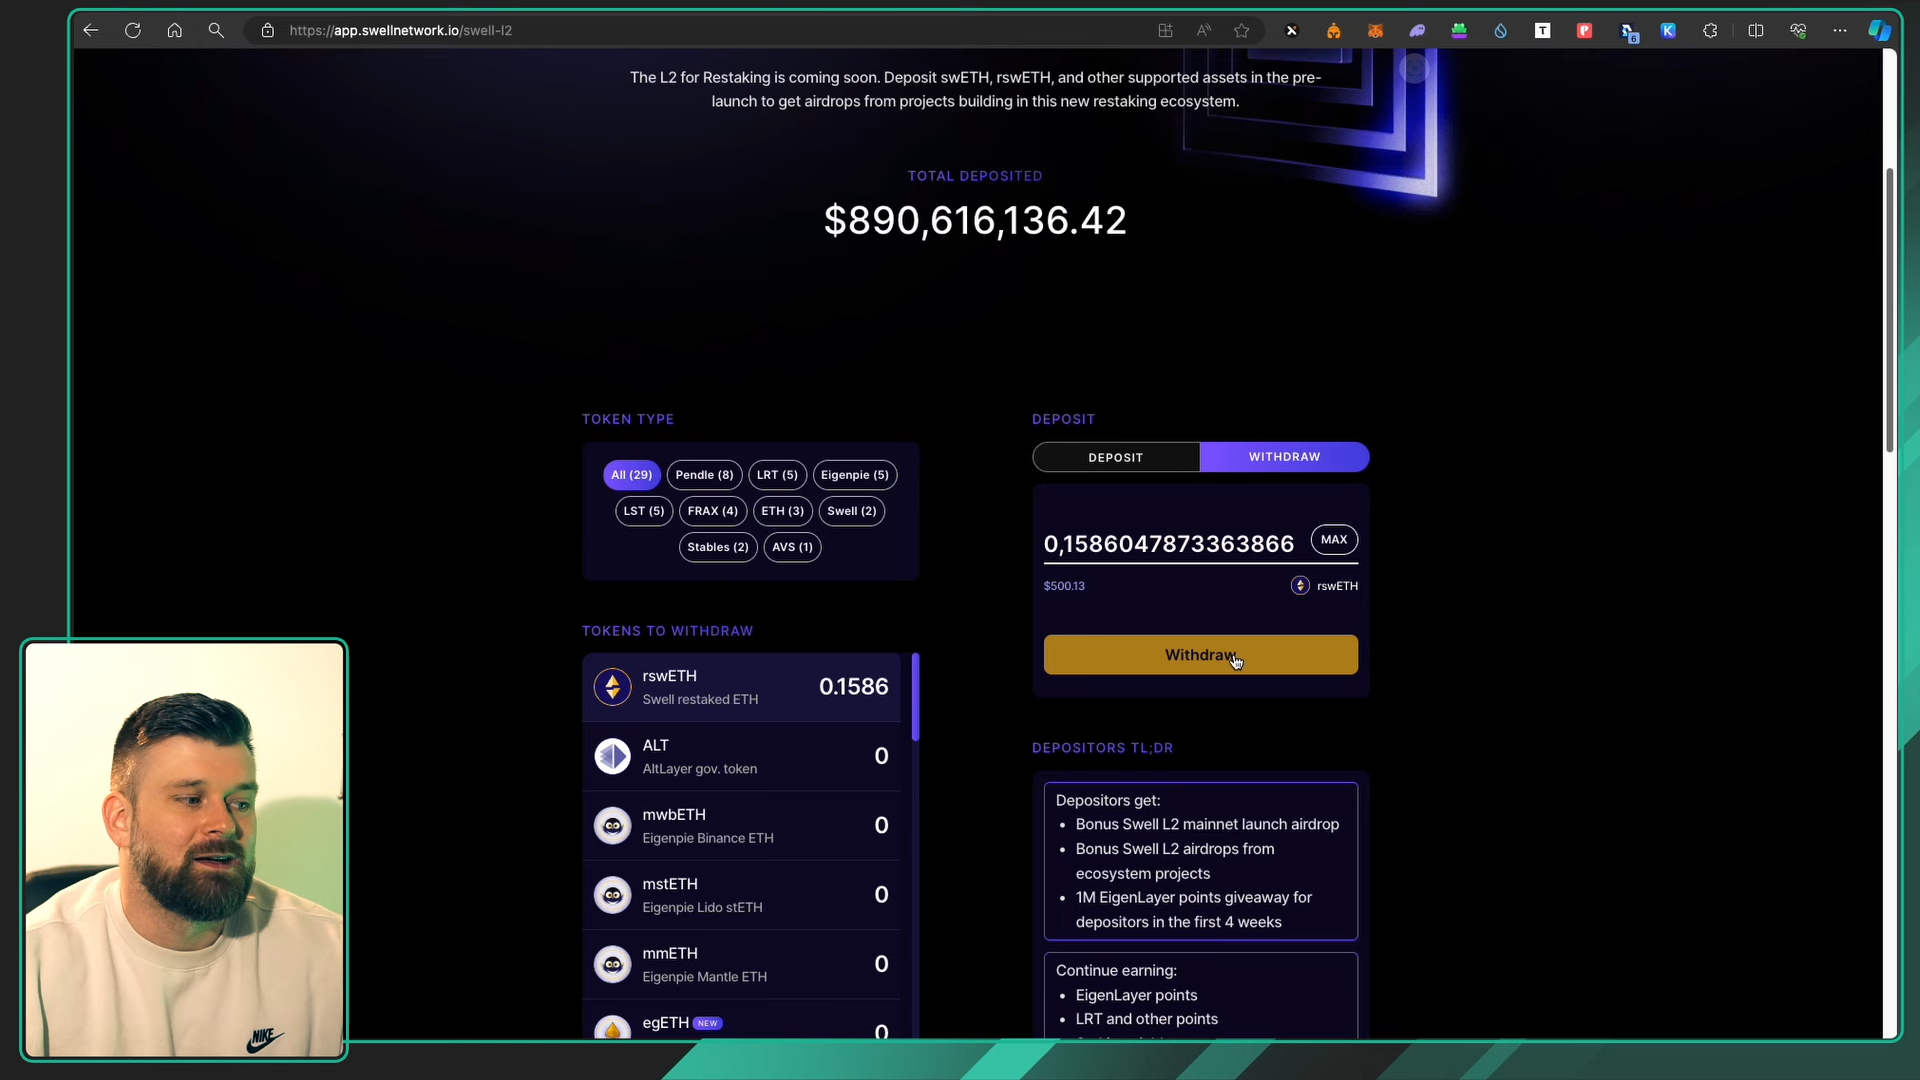 https://app.swellnetwork.io/swell-l2
The L2 for Restaking is coming soon. Deposit swETH, rswETH, and other supported assets in the pre-
launch to get airdrops from projects building in this new restaking ecosystem.
TOTAL DEPOSITED
$890,616,136.42
TOKEN TYPE
All (29)
Pendle (8)
LRT (5)
Eigenpie (5)
LST (5)
FRAX (4)
ETH (3)
Swell (2)
Stables (2)
AVS (1)
TOKENS TO WITHDRAW
rswETH
Swell restaked ETH
0.1586
ALT
AltLayer gov. token
0
mwbETH
Eigenpie Binance ETH
0
mstETH
Eigenpie Lido stETH
0
mmETH
Eigenpie Mantle ETH
0
egETH NEW
0
DEPOSIT
DEPOSIT
WITHDRAW
0,1586047873363866
MAX
$500.13
rswETH
Withdraw
DEPOSITORS TL;DR
Depositors get:
• Bonus Swell L2 mainnet launch airdrop
• Bonus Swell L2 airdrops from
ecosystem projects
• 1M EigenLayer points giveaway for
depositors in the first 4 weeks
Continue earning:
• EigenLayer points
• LRT and other points
NIKE